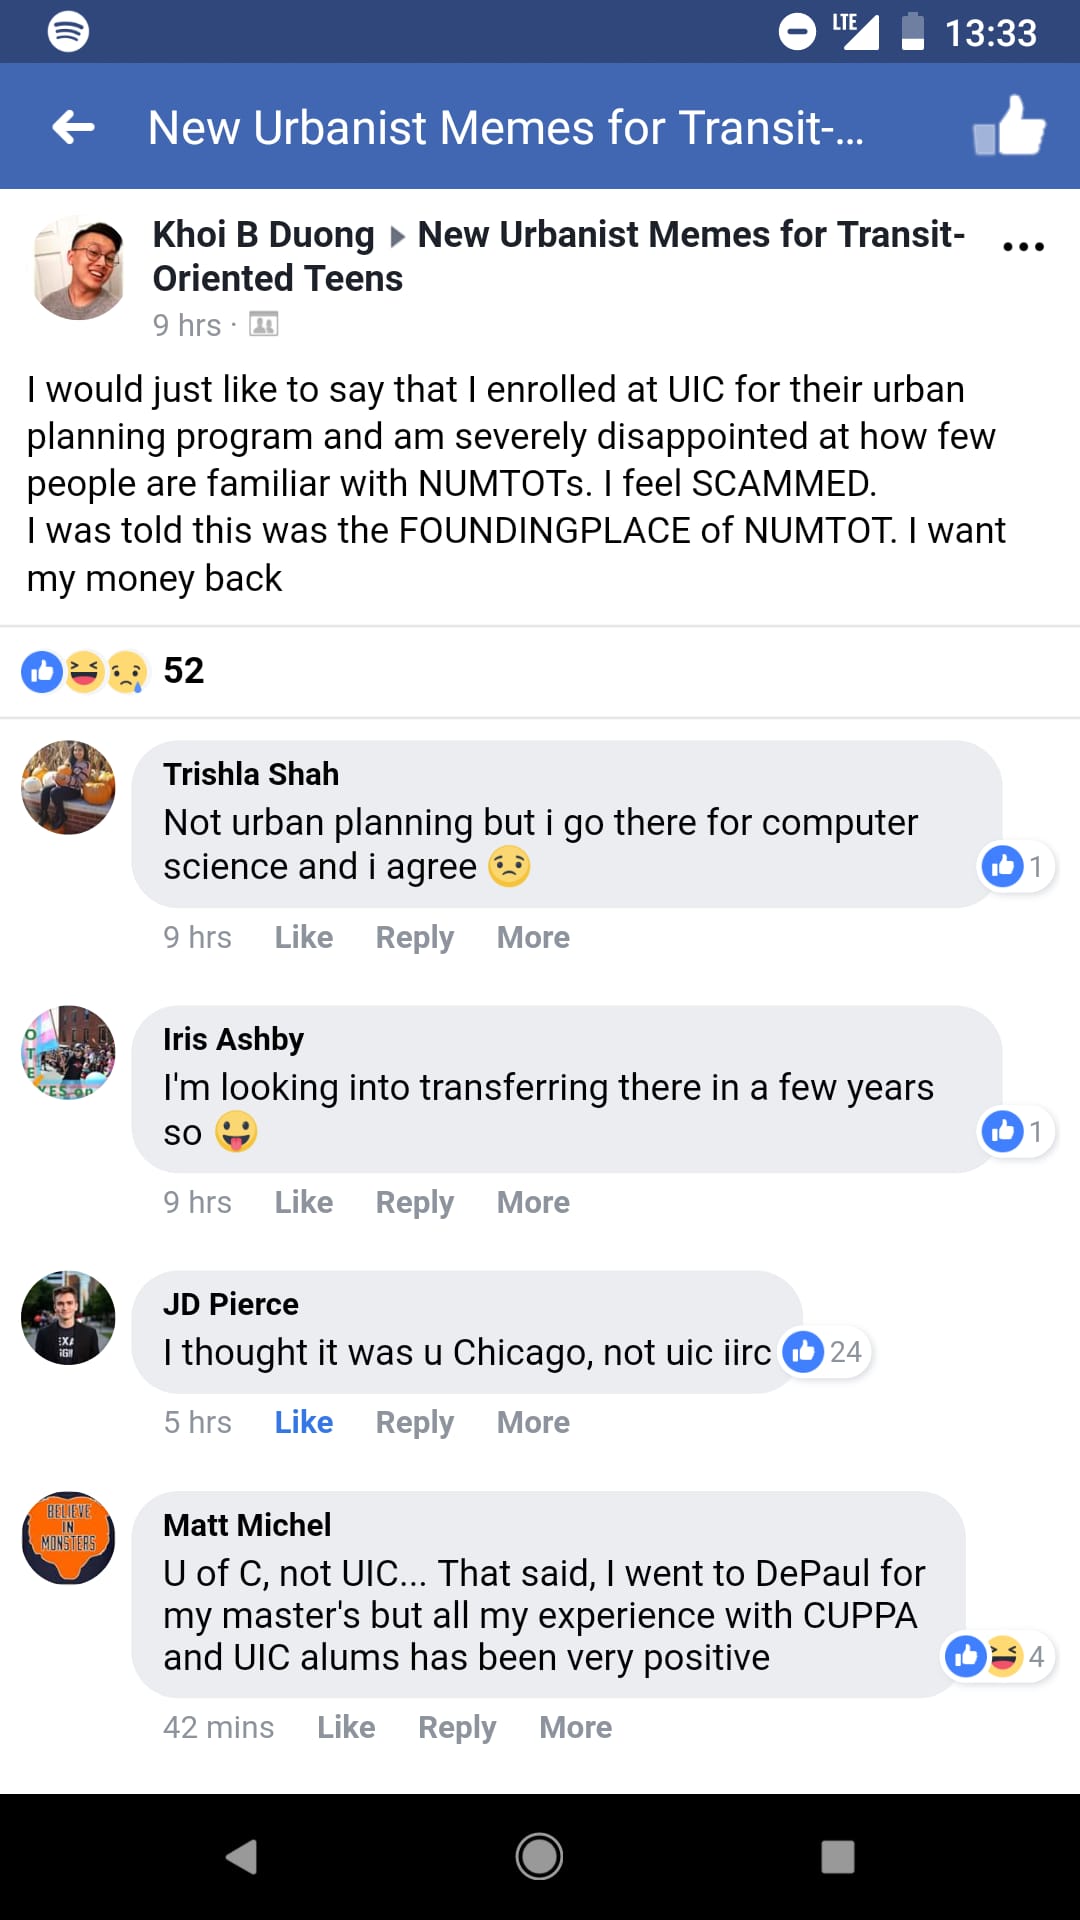 LTE 13:33
New Urbanist Memes for Transit-...
Khoi B Duong ▸ New Urbanist Memes for Transit-
Oriented Teens
9 hrs ·
I would just like to say that I enrolled at UIC for their urban
planning program and am severely disappointed at how few
people are familiar with NUMTOTs. I feel SCAMMED.
I was told this was the FOUNDINGPLACE of NUMTOT. I want
my money back
52
Trishla Shah
Not urban planning but i go there for computer
science and i agree 😟
1
9 hrs Like Reply More
Iris Ashby
I'm looking into transferring there in a few years
so 😛
1
9 hrs Like Reply More
JD Pierce
I thought it was u Chicago, not uic iirc
24
5 hrs Like Reply More
BELIEVE
IN
MONSTERS
Matt Michel
U of C, not UIC... That said, I went to DePaul for
my master's but all my experience with CUPPA
and UIC alums has been very positive
4
42 mins Like Reply More